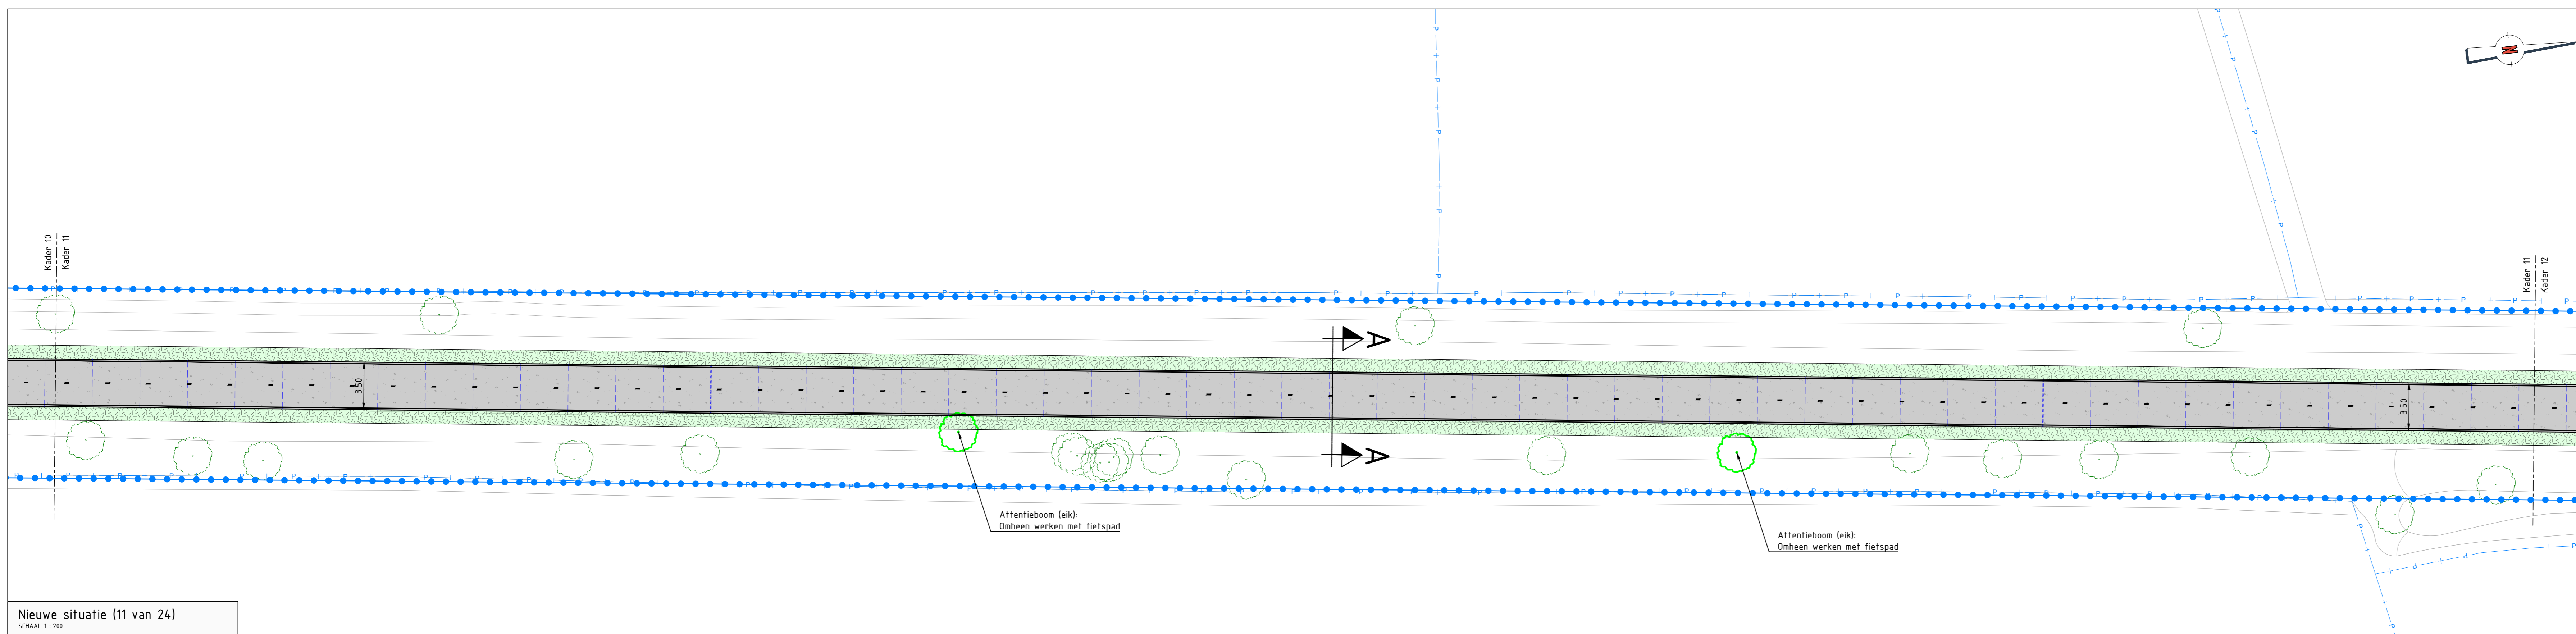 N
Kader 10
Kader 11
Kader 11
Kader 12
3.50
3.50
A
A
Attentieboom (eik):
Omheen werken met fietspad
Attentieboom (eik):
Omheen werken met fietspad
Nieuwe situatie (11 van 24)
SCHAAL 1 : 200